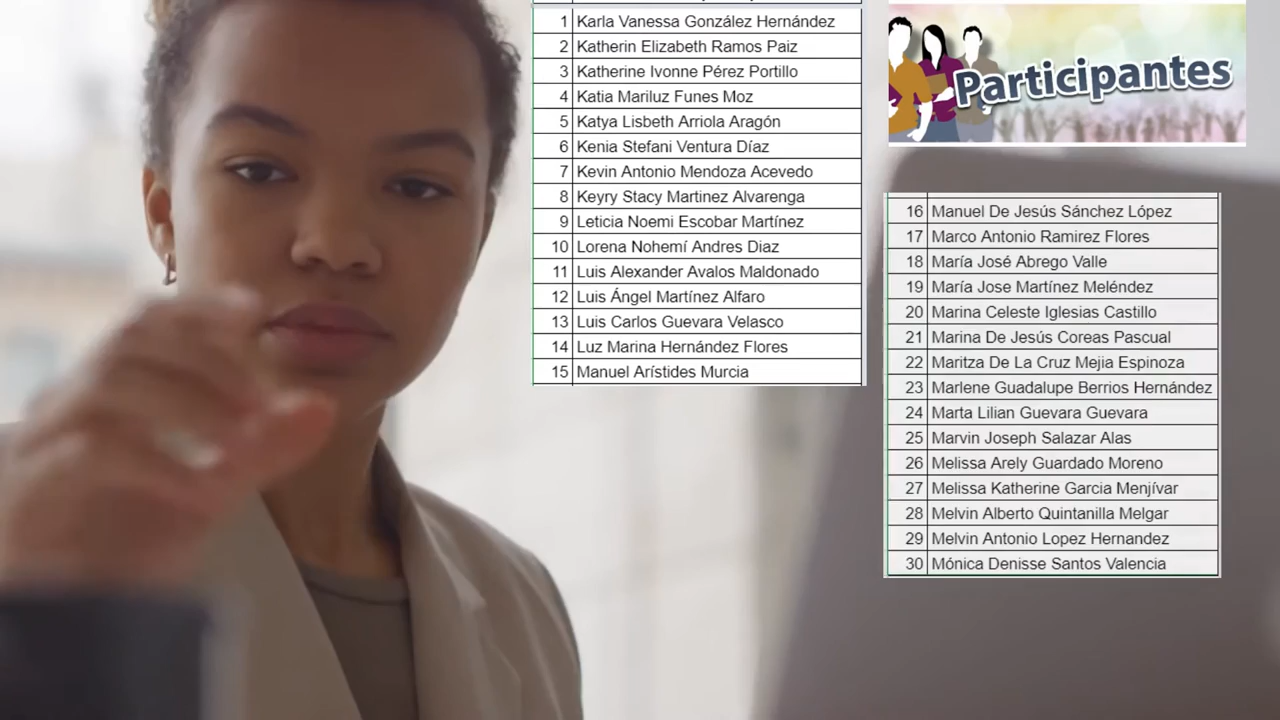 1 Karla Vanessa González Hernández
2 Katherin Elizabeth Ramos Paiz
3 Katherine Ivonne Pérez Portillo
4 Katia Mariluz Funes Moz
5 Katya Lisbeth Arriola Aragón
6 Kenia Stefani Ventura Díaz
7 Kevin Antonio Mendoza Acevedo
8 Keyry Stacy Martinez Alvarenga
9 Leticia Noemi Escobar Martínez
10 Lorena Nohemí Andres Diaz
11 Luis Alexander Avalos Maldonado
12 Luis Ángel Martínez Alfaro
13 Luis Carlos Guevara Velasco
14 Luz Marina Hernández Flores
15 Manuel Arístides Murcia
Participantes
16 Manuel De Jesús Sánchez López
17 Marco Antonio Ramirez Flores
18 María José Abrego Valle
19 María Jose Martínez Meléndez
20 Marina Celeste Iglesias Castillo
21 Marina De Jesús Coreas Pascual
22 Maritza De La Cruz Mejia Espinoza
23 Marlene Guadalupe Berrios Hernández
24 Marta Lilian Guevara Guevara
25 Marvin Joseph Salazar Alas
26 Melissa Arely Guardado Moreno
27 Melissa Katherine Garcia Menjívar
28 Melvin Alberto Quintanilla Melgar
29 Melvin Antonio Lopez Hernandez
30 Mónica Denisse Santos Valencia